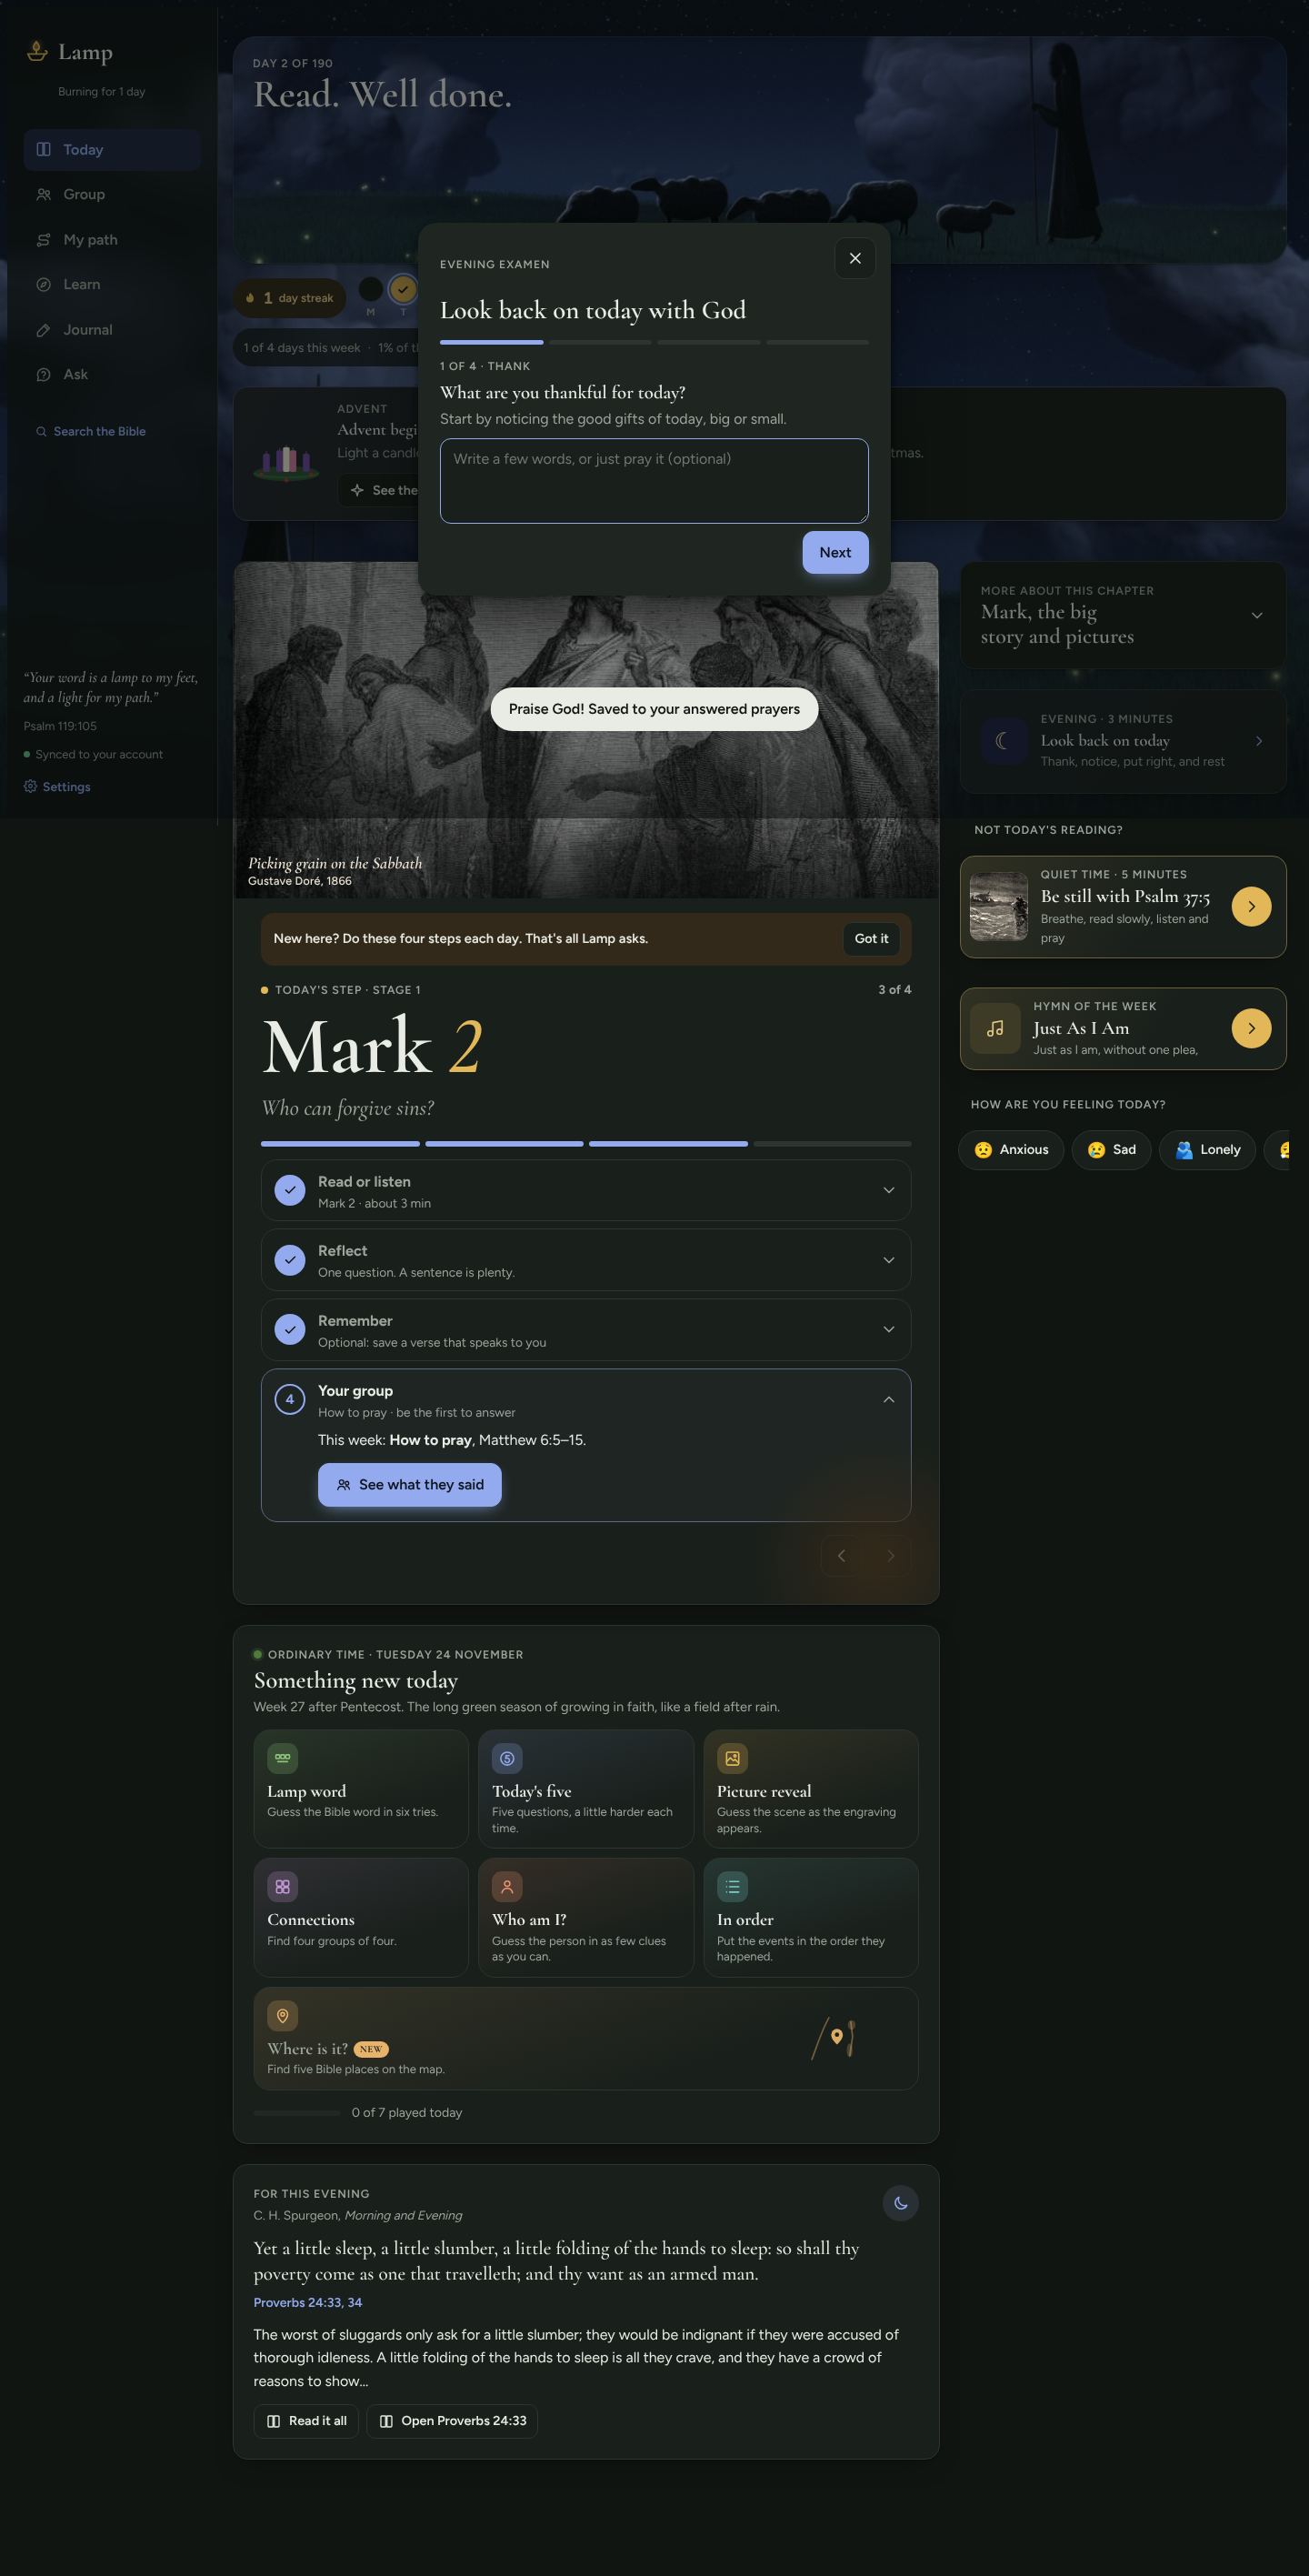 Lamp
Burning for 1 day
Today
Group
My path
Learn
Journal
Ask
Search the Bible
“Your word is a lamp to my feet,
and a light for my path.”
Psalm 119:105
Synced to your account
Settings
DAY 2 OF 190
Read. Well done.
1 day streak
M
T
1 of 4 days this week · 1% of
ADVENT
Advent
Light a
See the
EVENING EXAMEN
Look back on today with God
1 OF 4 · THANK
What are you thankful for today?
Start by noticing the good gifts of today, big or small.
Write a few words, or just pray it (optional)
Next
Praise God! Saved to your answered prayers
Picking grain on the Sabbath
Gustave Doré, 1866
New here? Do these four steps each day. That's all Lamp asks.
Got it
TODAY'S STEP · STAGE 1
3 of 4
Mark 2
Who can forgive sins?
Read or listen
Mark 2 · about 3 min
Reflect
One question. A sentence is plenty.
Remember
Optional: save a verse that speaks to you
4
Your group
How to pray · be the first to answer
This week: How to pray, Matthew 6:5–15.
See what they said
MORE ABOUT THIS CHAPTER
Mark, the big
story and pictures
EVENING · 3 MINUTES
Look back on today
Thank, notice, put right, and rest
NOT TODAY'S READING?
QUIET TIME · 5 MINUTES
Be still with Psalm 37:5
Breathe, read slowly, listen and
pray
HYMN OF THE WEEK
Just As I Am
Just as I am, without one plea,
HOW ARE YOU FEELING TODAY?
Anxious
Sad
Lonely
ORDINARY TIME · TUESDAY 24 NOVEMBER
Something new today
Week 27 after Pentecost. The long green season of growing in faith, like a field after rain.
Lamp word
Guess the Bible word in six tries.
5
Today's five
Five questions, a little harder each
time.
Picture reveal
Guess the scene as the engraving
appears.
Connections
Find four groups of four.
Who am I?
Guess the person in as few clues
as you can.
In order
Put the events in the order they
happened.
Where is it? NEW
Find five Bible places on the map.
0 of 7 played today
FOR THIS EVENING
C. H. Spurgeon, Morning and Evening
Yet a little sleep, a little slumber, a little folding of the hands to sleep: so shall thy
poverty come as one that travelleth; and thy want as an armed man.
Proverbs 24:33, 34
The worst of sluggards only ask for a little slumber; they would be indignant if they were accused of
thorough idleness. A little folding of the hands to sleep is all they crave, and they have a crowd of
reasons to show…
Read it all
Open Proverbs 24:33